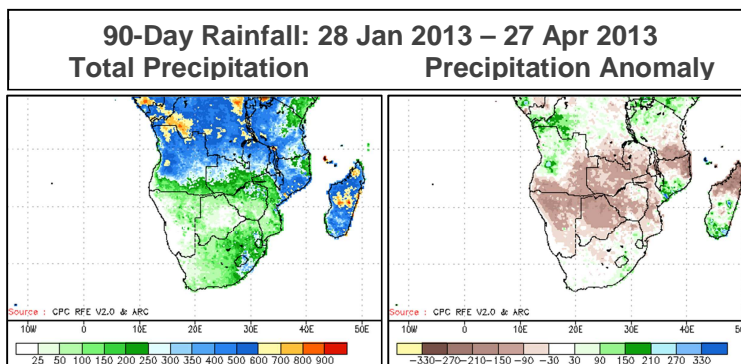 90-Day Rainfall: 28 Jan 2013 – 27 Apr 2013
Total Precipitation Precipitation Anomaly
Source : CPC RFE V2.0 & ARC
10W 0 10E 20E 30E 40E 50E
25 50 100 150 200 250 300 350 400 500 600 700 800 900
Source : CPC RFE V2.0 & ARC
10W 0 10E 20E 30E 40E 50
-330 -270 -210 -150 -90 -30 30 90 150 210 270 330